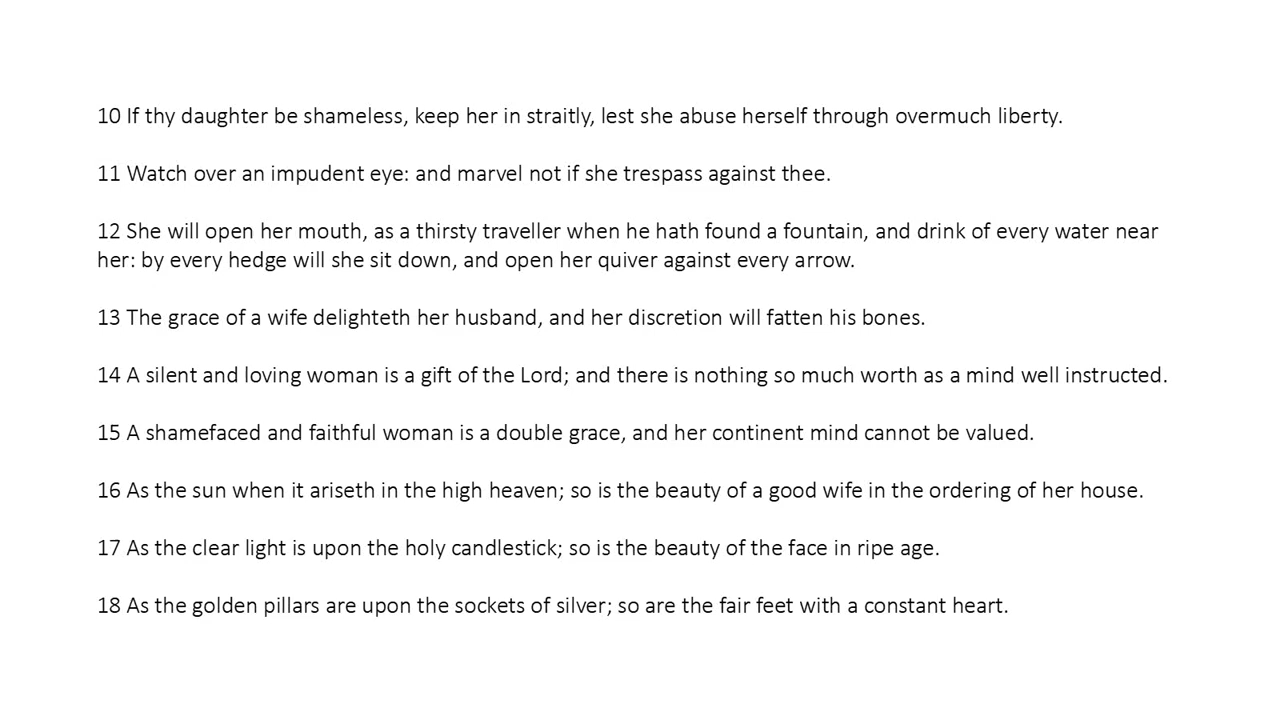 10 If thy daughter be shameless, keep her in straitly, lest she abuse herself through overmuch liberty.
11 Watch over an impudent eye: and marvel not if she trespass against thee.
12 She will open her mouth, as a thirsty traveller when he hath found a fountain, and drink of every water near
her: by every hedge will she sit down, and open her quiver against every arrow.
13 The grace of a wife delighteth her husband, and her discretion will fatten his bones.
14 A silent and loving woman is a gift of the Lord; and there is nothing so much worth as a mind well instructed.
15 A shamefaced and faithful woman is a double grace, and her continent mind cannot be valued.
16 As the sun when it ariseth in the high heaven; so is the beauty of a good wife in the ordering of her house.
17 As the clear light is upon the holy candlestick; so is the beauty of the face in ripe age.
18 As the golden pillars are upon the sockets of silver; so are the fair feet with a constant heart.